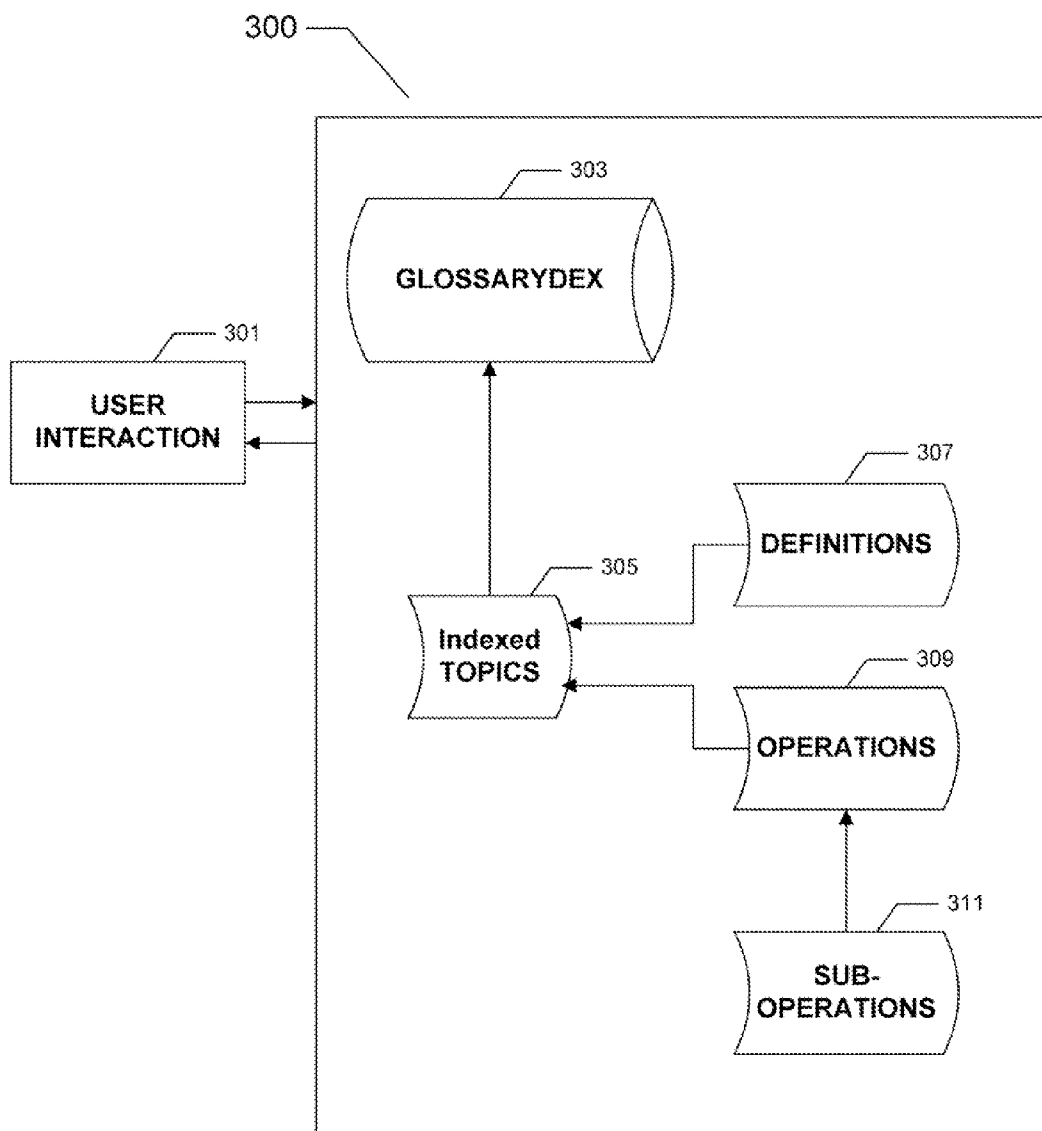 300
303
GLOSSARYDEX
301
USER
INTERACTION
307
DEFINITIONS
305
Indexed
TOPICS
309
OPERATIONS
311
SUB-
OPERATIONS